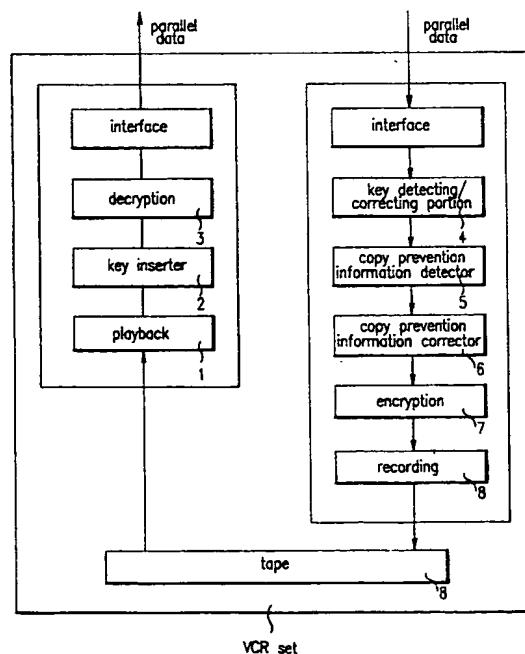 parallel
data
parallel
data
interface
decryption
3
key inserter
2
playback
1
interface
key detecting/
correcting portion
4
copy prevention
information detector
5
copy prevention
information corrector
6
encryption
7
recording
8
tape
8
VCR set